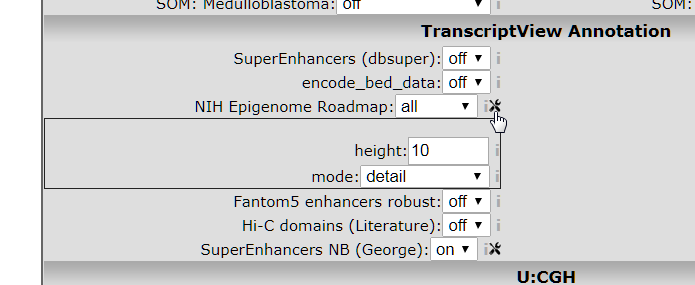 SOM: Medulloblastoma: off SOM:
TranscriptView Annotation
SuperEnhancers (dbsuper): off i
encode_bed_data: off i
NIH Epigenome Roadmap: all i
height: 10 i
mode: detail i
Fantom5 enhancers robust: off i
Hi-C domains (Literature): off i
SuperEnhancers NB (George): on i
U:CGH